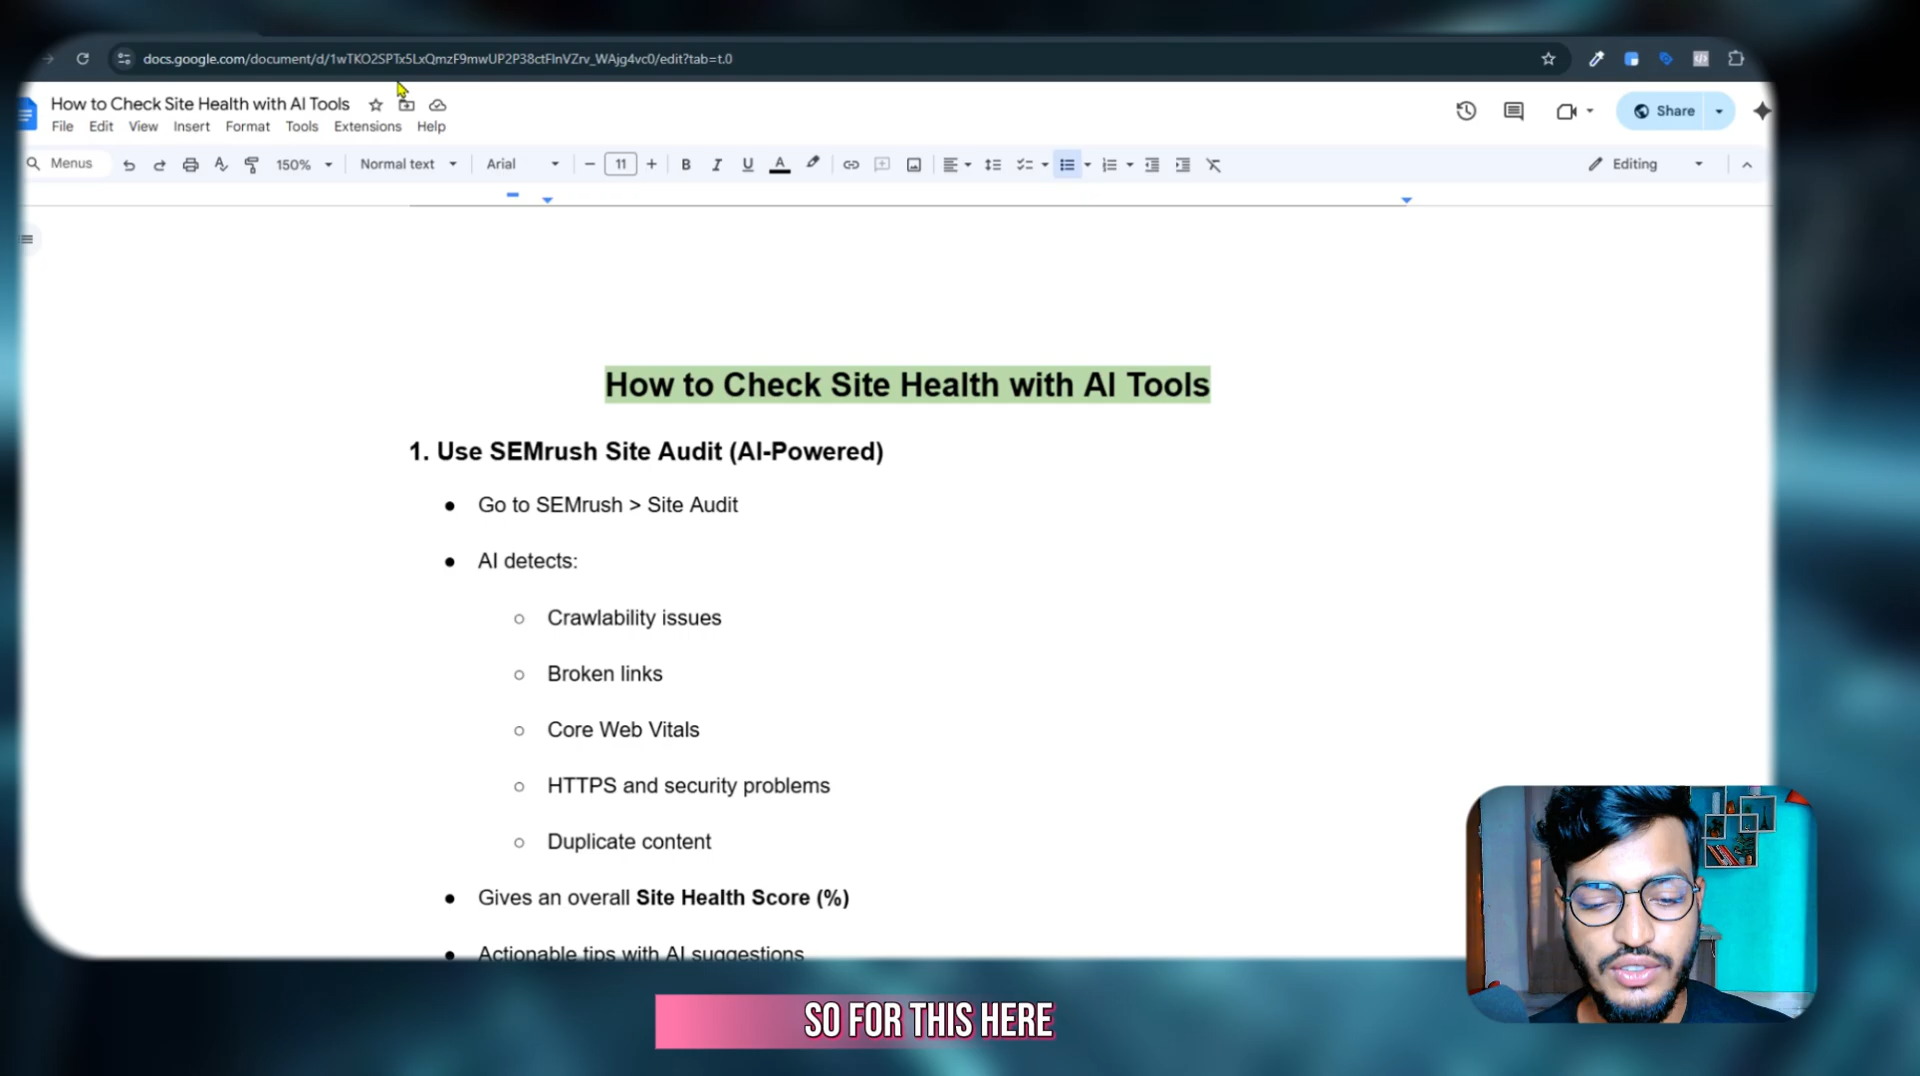 docs.google.com/document/d/1wTKO2SPTx5LxQmzF9mwUP2P38ctFlnVZrv_WAjg4vc0/edit?tab=t.0
How to Check Site Health with AI Tools
File Edit View Insert Format Tools Extensions Help
Share
Menus 150% Normal text Arial 11 B I U A Editing
How to Check Site Health with AI Tools
1. Use SEMrush Site Audit (AI-Powered)
● Go to SEMrush > Site Audit
● AI detects:
○ Crawlability issues
○ Broken links
○ Core Web Vitals
○ HTTPS and security problems
○ Duplicate content
● Gives an overall Site Health Score (%)
● Actionable tips with AI suggestions
SO FOR THIS HERE